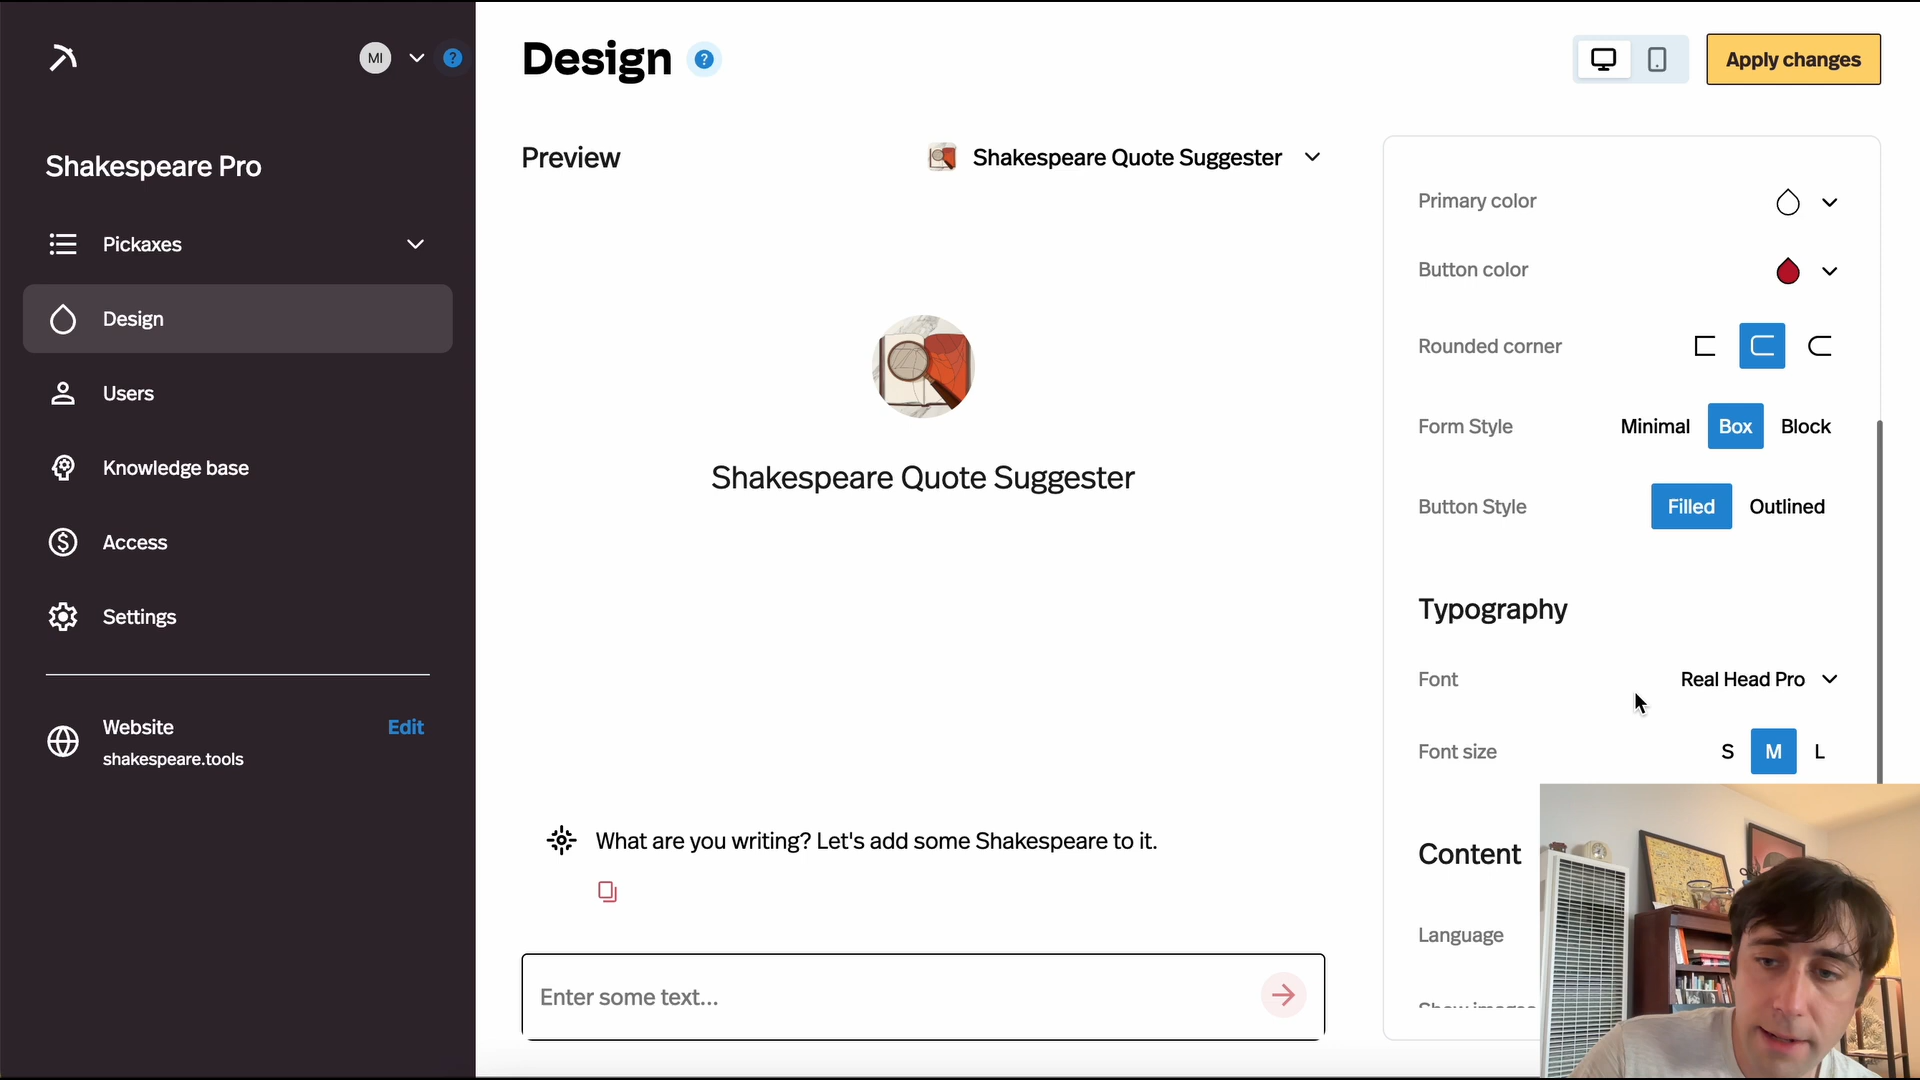 MI
?
Design
?
Apply changes
Shakespeare Pro
Preview
Shakespeare Quote Suggester
Pickaxes
Design
Users
Knowledge base
Access
Settings
Website
Edit
shakespeare.tools
Shakespeare Quote Suggester
What are you writing? Let's add some Shakespeare to it.
Enter some text...
Primary color
Button color
Rounded corner
Form Style
Minimal
Box
Block
Button Style
Filled
Outlined
Typography
Font
Real Head Pro
Font size
S
M
L
Content
Language
Show images